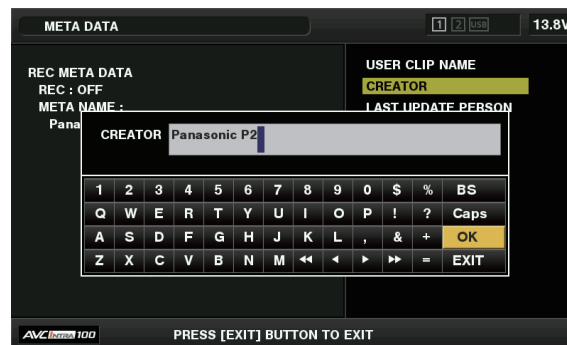 META DATA
1 2 USB
13.8V
REC META DATA
REC : OFF
META NAME :
Pana
USER CLIP NAME
CREATOR
LAST UPDATE PERSON
CREATOR Panasonic P2
1 2 3 4 5 6 7 8 9 0 $ % BS
Q W E R T Y U I O P ! ? Caps
A S D F G H J K L , & + OK
Z X C V B N M ◄◄ ◄ ► ►► = EXIT
AVC INTRA 100
PRESS [EXIT] BUTTON TO EXIT